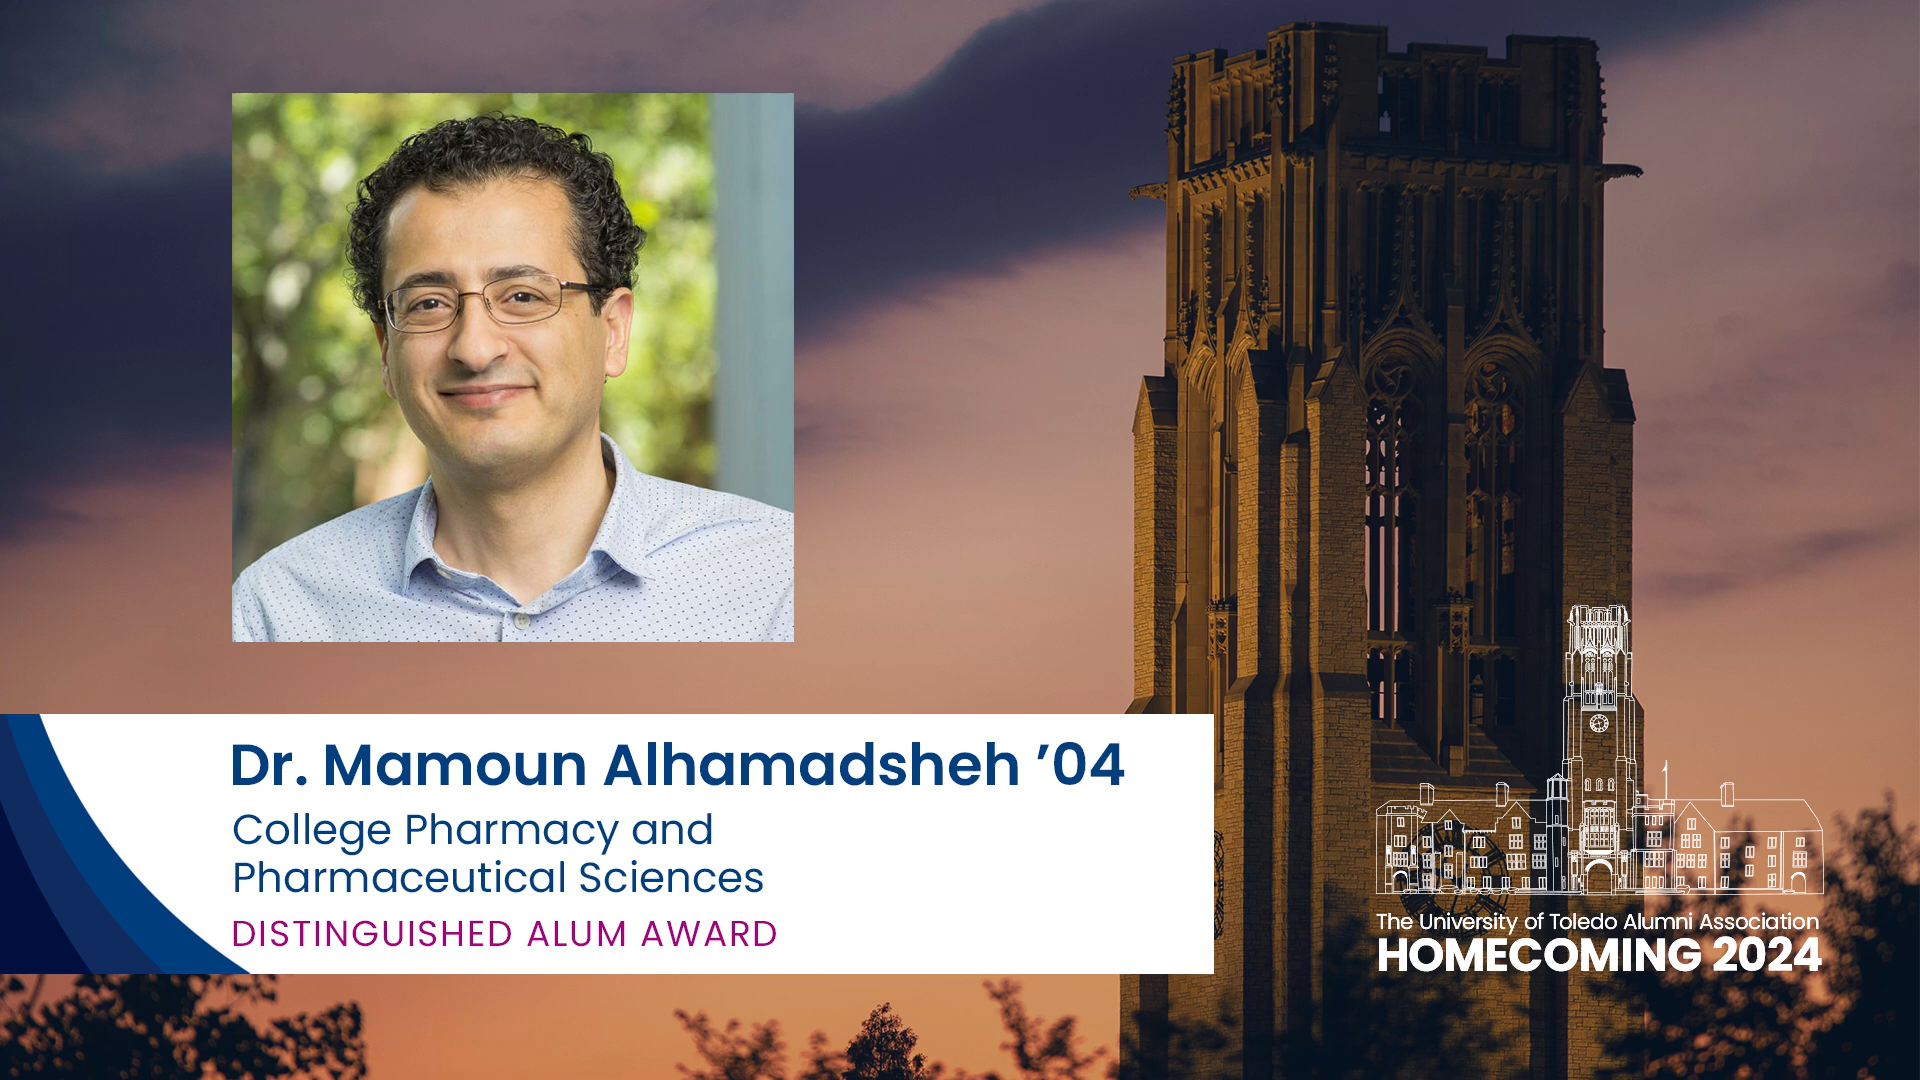 Dr. Mamoun Alhamadsheh ’04
College Pharmacy and
Pharmaceutical Sciences
DISTINGUISHED ALUM AWARD
The University of Toledo Alumni Association
HOMECOMING 2024